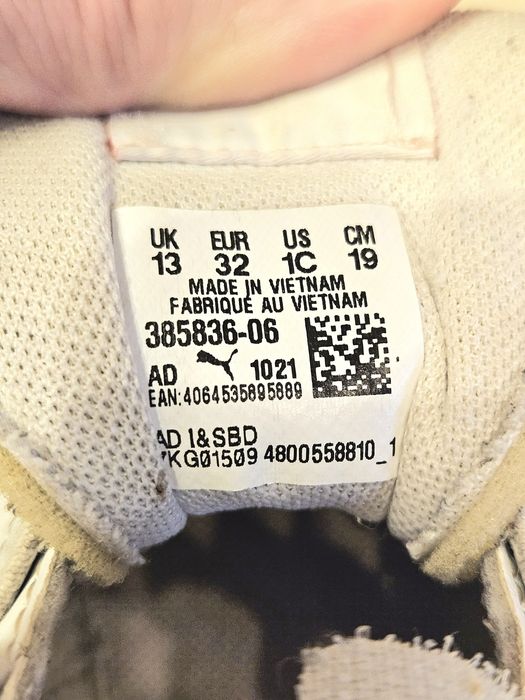 UK EUR US CM
13 32 1C 19
MADE IN VIETNAM
FABRIQUÉ AU VIETNAM
385836-06
AD 1021
EAN:4064535895889
AD I&SBD
KG01509 4800558810_1